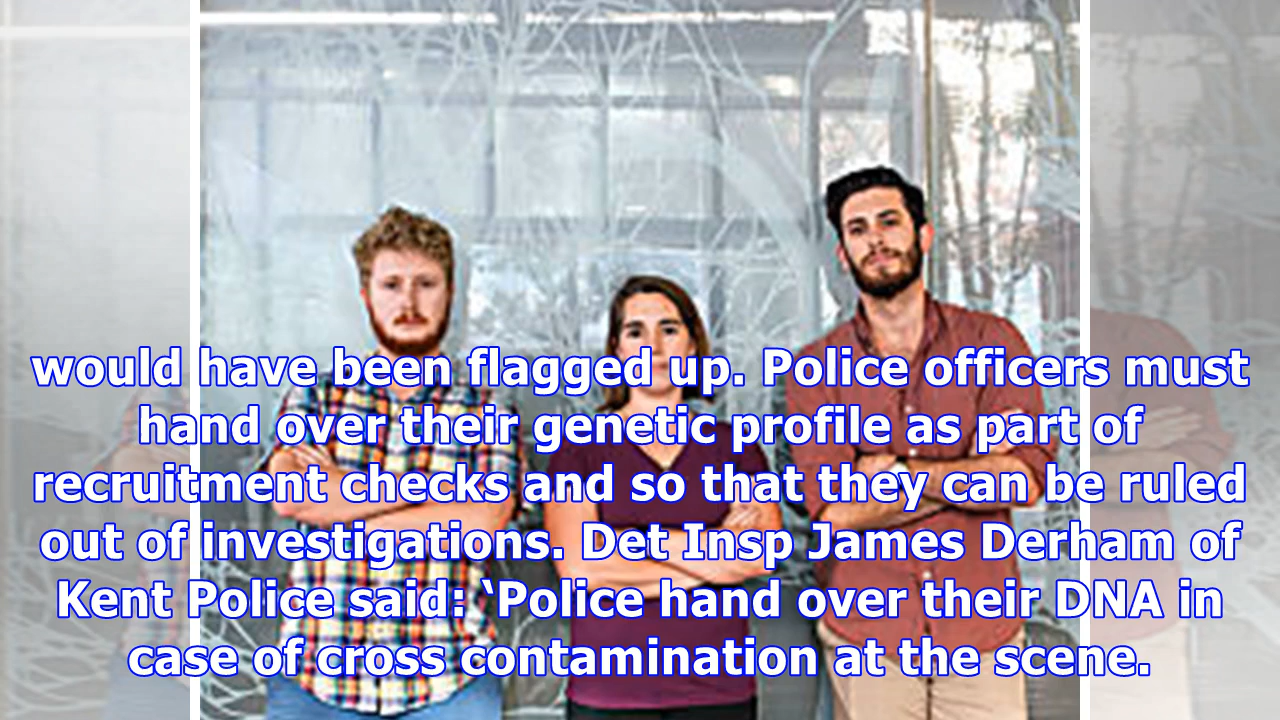 would have been flagged up. Police officers must
hand over their genetic profile as part of
recruitment checks and so that they can be ruled
out of investigations. Det Insp James Derham of
Kent Police said: ‘Police hand over their DNA in
case of cross contamination at the scene.